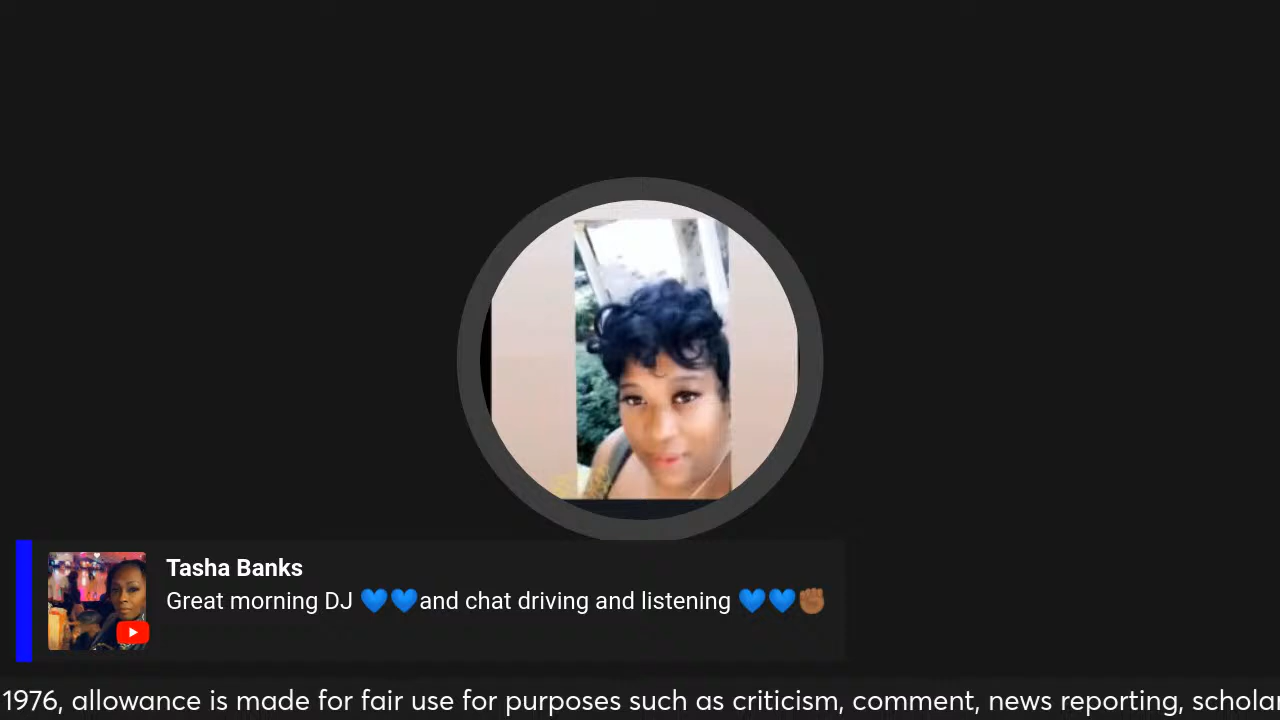 Tasha Banks
Great morning DJ 💙💙and chat driving and listening 💙💙✊🏾
1976, allowance is made for fair use for purposes such as criticism, comment, news reporting, schola